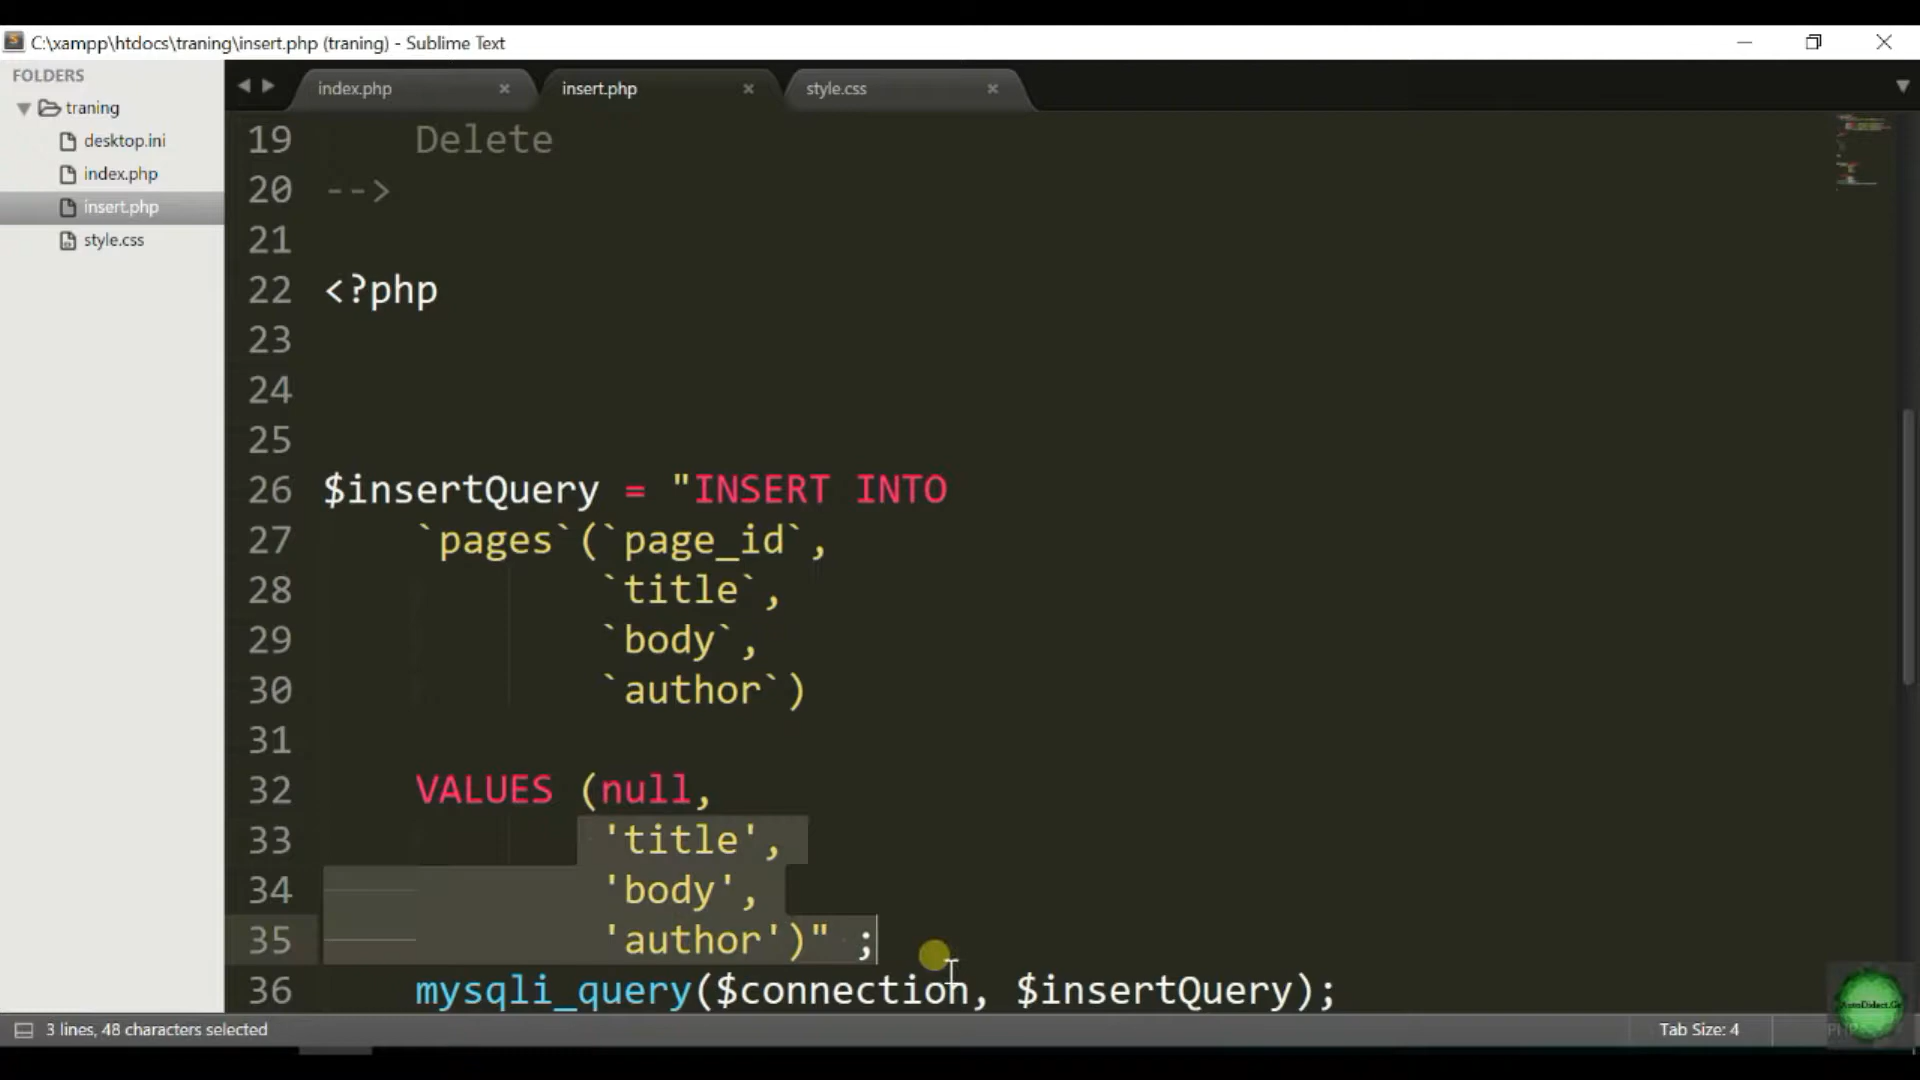 C:\xampp\htdocs\traning\insert.php (traning) - Sublime Text
FOLDERS
traning
desktop.ini
index.php
insert.php
style.css
index.php
insert.php
style.css
19 Delete
20 -->
21
22 <?php
23
24
25
26 $insertQuery = "INSERT INTO
27 `pages`(`page_id`,
28 `title`,
29 `body`,
30 `author`)
31
32 VALUES (null,
33 'title',
34 'body',
35 'author')" ;
36 mysqli_query($connection, $insertQuery);
3 lines, 48 characters selected
Tab Size: 4
PHP